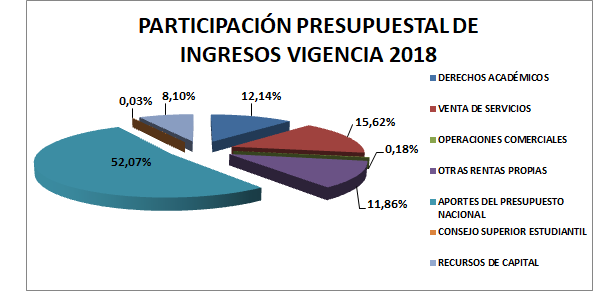 PARTICIPACIÓN PRESUPUESTAL DE
INGRESOS VIGENCIA 2018
DERECHOS ACADÉMICOS
VENTA DE SERVICIOS
OPERACIONES COMERCIALES
OTRAS RENTAS PROPIAS
APORTES DEL PRESUPUESTO
NACIONAL
CONSEJO SUPERIOR ESTUDIANTIL
RECURSOS DE CAPITAL
0,03%
8,10%
12,14%
15,62%
0,18%
52,07%
11,86%